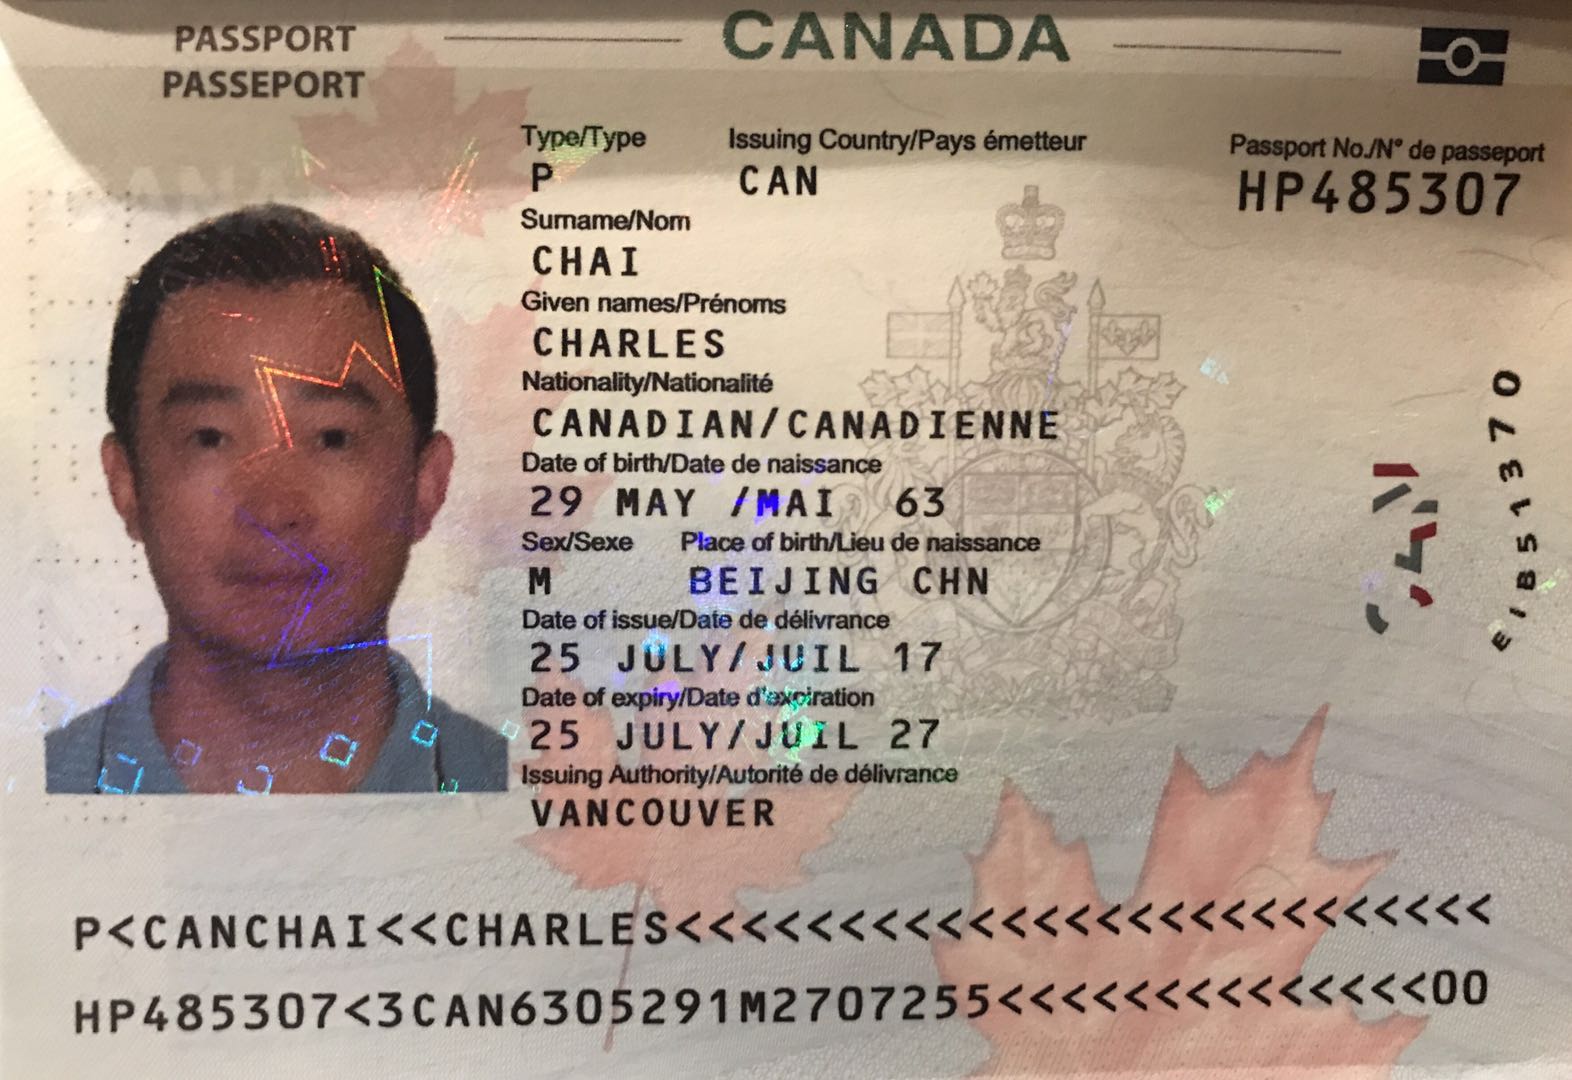 PASSPORT
PASSEPORT
CANADA
Type/Type Issuing Country/Pays émetteur Passport No./N° de passeport
P CAN HP485307
Surname/Nom
CHAI
Given names/Prénoms
CHARLES
Nationality/Nationalité
CANADIAN/CANADIENNE
Date of birth/Date de naissance
29 MAY /MAI 63
Sex/Sexe Place of birth/Lieu de naissance
M BEIJING CHN
Date of issue/Date de délivrance
25 JULY/JUIL 17
Date of expiry/Date d'expiration
25 JULY/JUIL 27
Issuing Authority/Autorité de délivrance
VANCOUVER
CAN
P<CANCHAI<<CHARLES<<<<<<<<<<<<<<<<<<<<<<<<<<
HP485307<3CAN6305291M2707255<<<<<<<<<<<<<<00